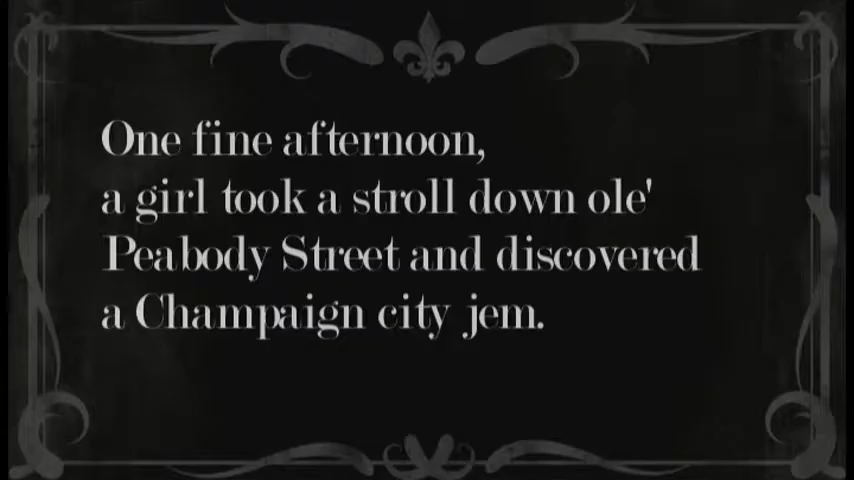 One fine afternoon,
a girl took a stroll down ole'
Peabody Street and discovered
a Champaign city jem.